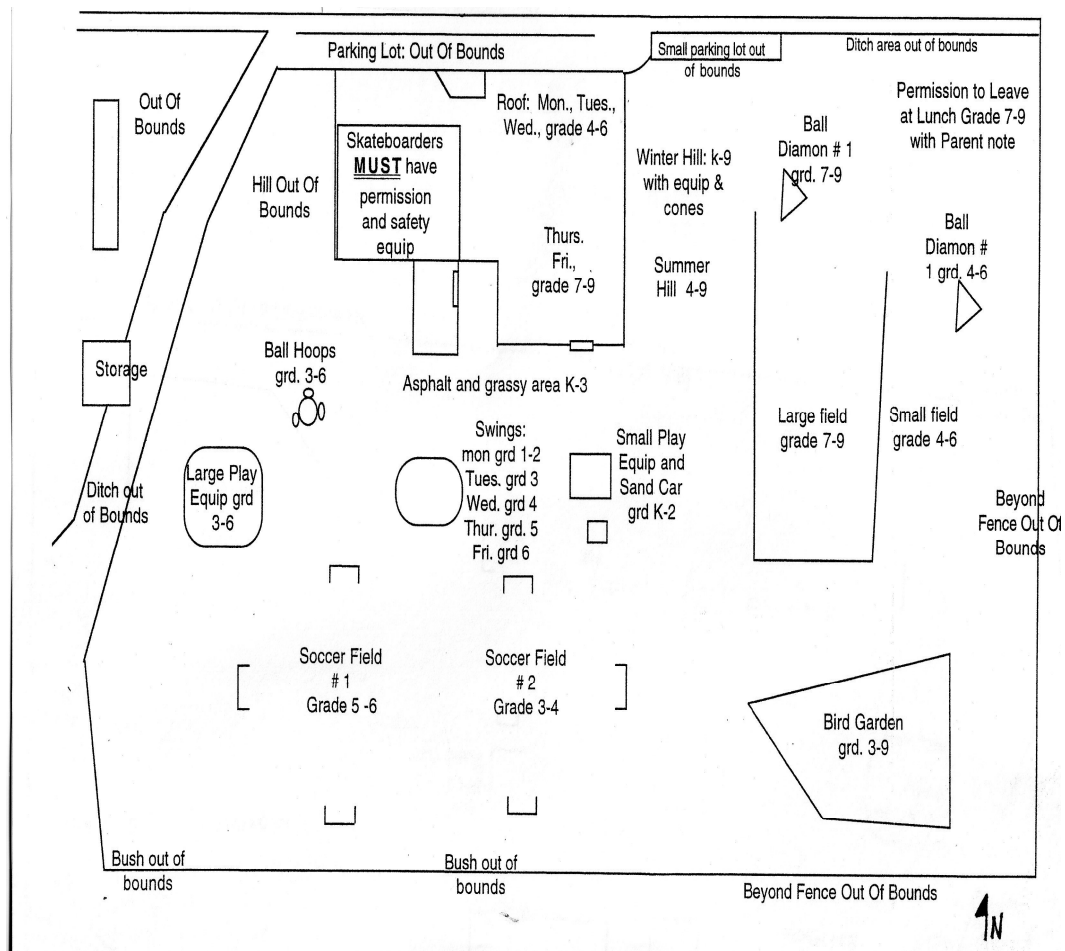 Parking Lot: Out Of Bounds
Small parking lot out
of bounds
Ditch area out of bounds
Out Of
Bounds
Roof: Mon., Tues.,
Wed., grade 4-6
Permission to Leave
at Lunch Grade 7-9
with Parent note
Skateboarders
MUST have
permission
and safety
equip
Ball
Diamon # 1
grd. 7-9
Winter Hill: k-9
with equip &
cones
Hill Out Of
Bounds
Ball
Diamon #
1 grd. 4-6
Thurs.
Fri.,
grade 7-9
Summer
Hill 4-9
Storage
Ball Hoops
grd. 3-6
Asphalt and grassy area K-3
Large field
grade 7-9
Small field
grade 4-6
Swings:
mon grd 1-2
Tues. grd 3
Wed. grd 4
Thur. grd. 5
Fri. grd 6
Small Play
Equip and
Sand Car
grd K-2
Large Play
Equip grd
3-6
Ditch out
of Bounds
Beyond
Fence Out Of
Bounds
Soccer Field
# 1
Grade 5 -6
Soccer Field
# 2
Grade 3-4
Bird Garden
grd. 3-9
Bush out of
bounds
Bush out of
bounds
Beyond Fence Out Of Bounds
N